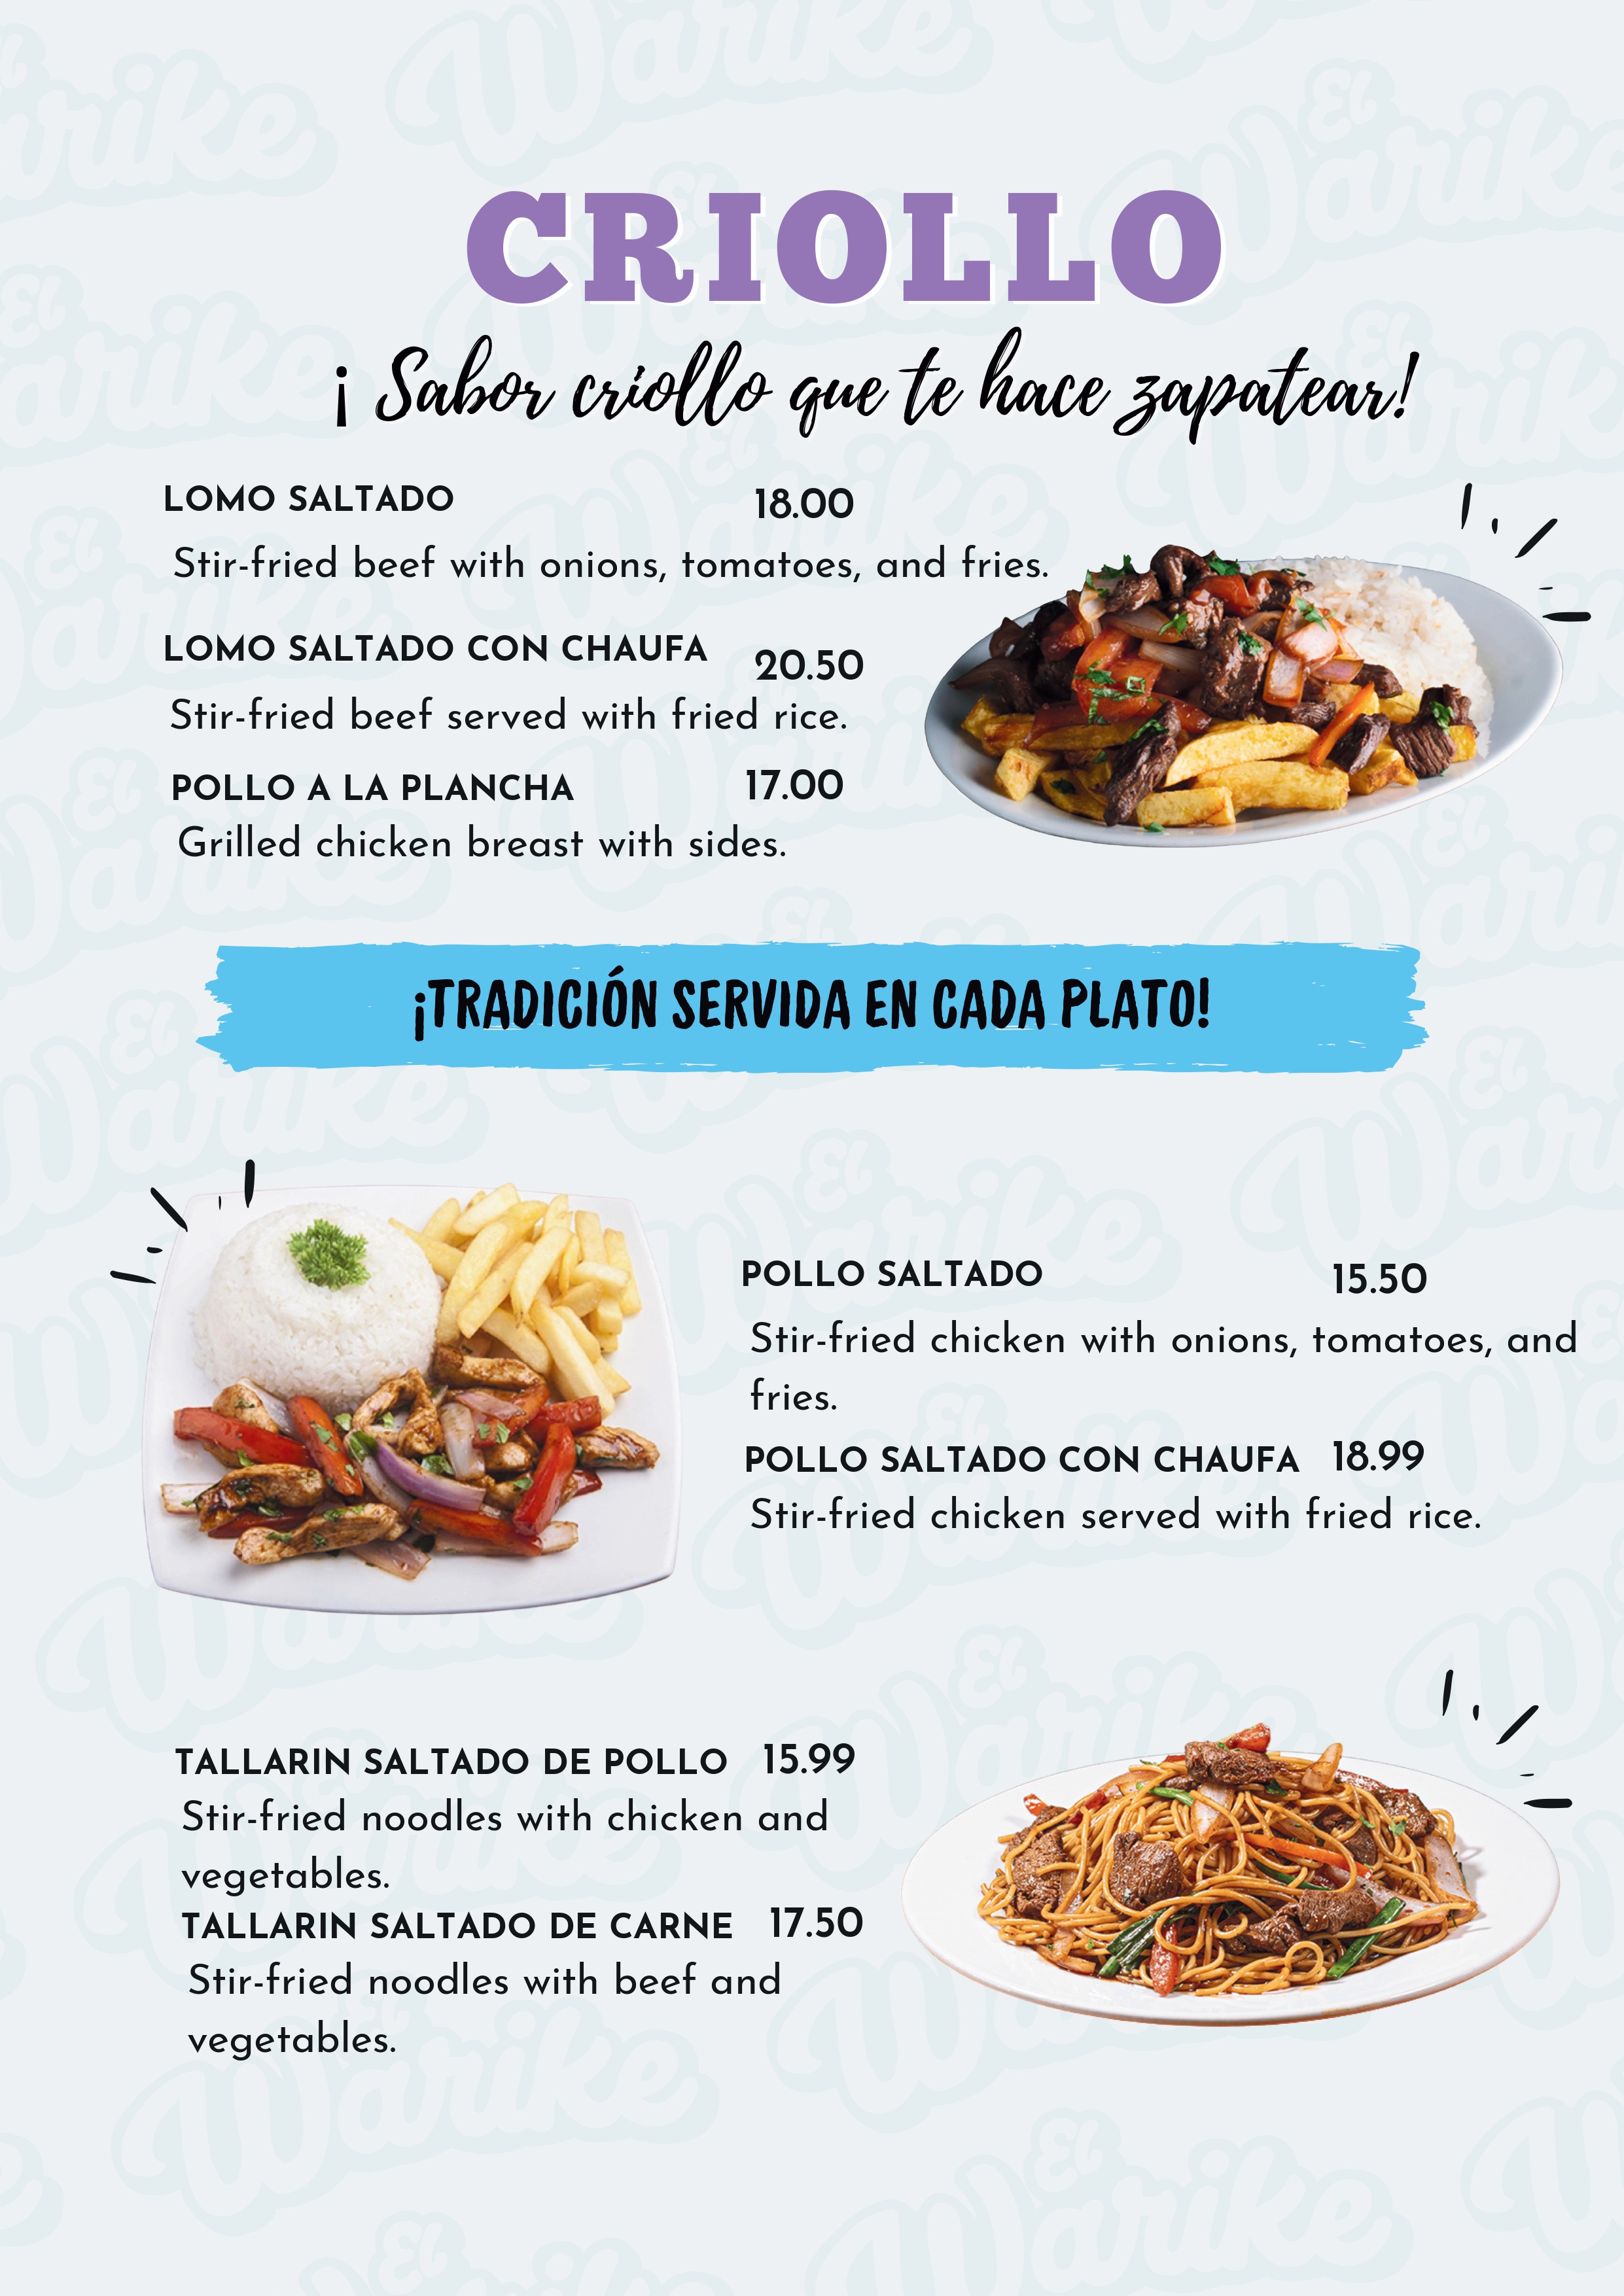 CRIOLLO
¡ Sabor criollo que te hace zapatear!
LOMO SALTADO 18.00
Stir-fried beef with onions, tomatoes, and fries.
LOMO SALTADO CON CHAUFA 20.50
Stir-fried beef served with fried rice.
POLLO A LA PLANCHA 17.00
Grilled chicken breast with sides.
¡TRADICIÓN SERVIDA EN CADA PLATO!
POLLO SALTADO 15.50
Stir-fried chicken with onions, tomatoes, and
fries.
POLLO SALTADO CON CHAUFA 18.99
Stir-fried chicken served with fried rice.
TALLARIN SALTADO DE POLLO 15.99
Stir-fried noodles with chicken and
vegetables.
TALLARIN SALTADO DE CARNE 17.50
Stir-fried noodles with beef and
vegetables.
El Warike